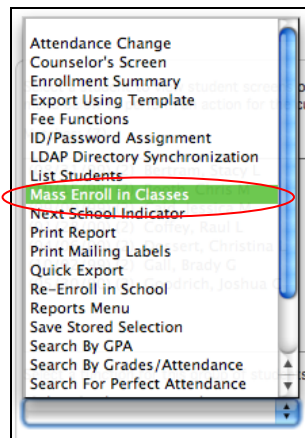 Attendance Change
Counselor's Screen
Enrollment Summary
Export Using Template
Fee Functions
ID/Password Assignment
LDAP Directory Synchronization
List Students
Mass Enroll in Classes
Next School Indicator
Print Report
Print Mailing Labels
Quick Export
Re-Enroll in School
Reports Menu
Save Stored Selection
Search By GPA
Search By Grades/Attendance
Search For Perfect Attendance